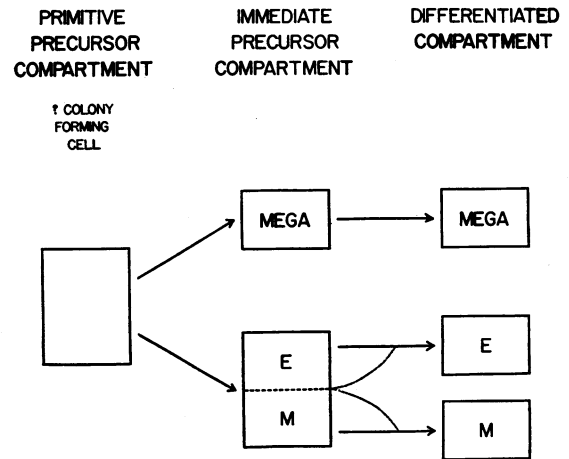 PRIMITIVE
PRECURSOR
COMPARTMENT
? COLONY
FORMING
CELL
IMMEDIATE
PRECURSOR
COMPARTMENT
DIFFERENTIATED
COMPARTMENT
MEGA
MEGA
E
M
E
M